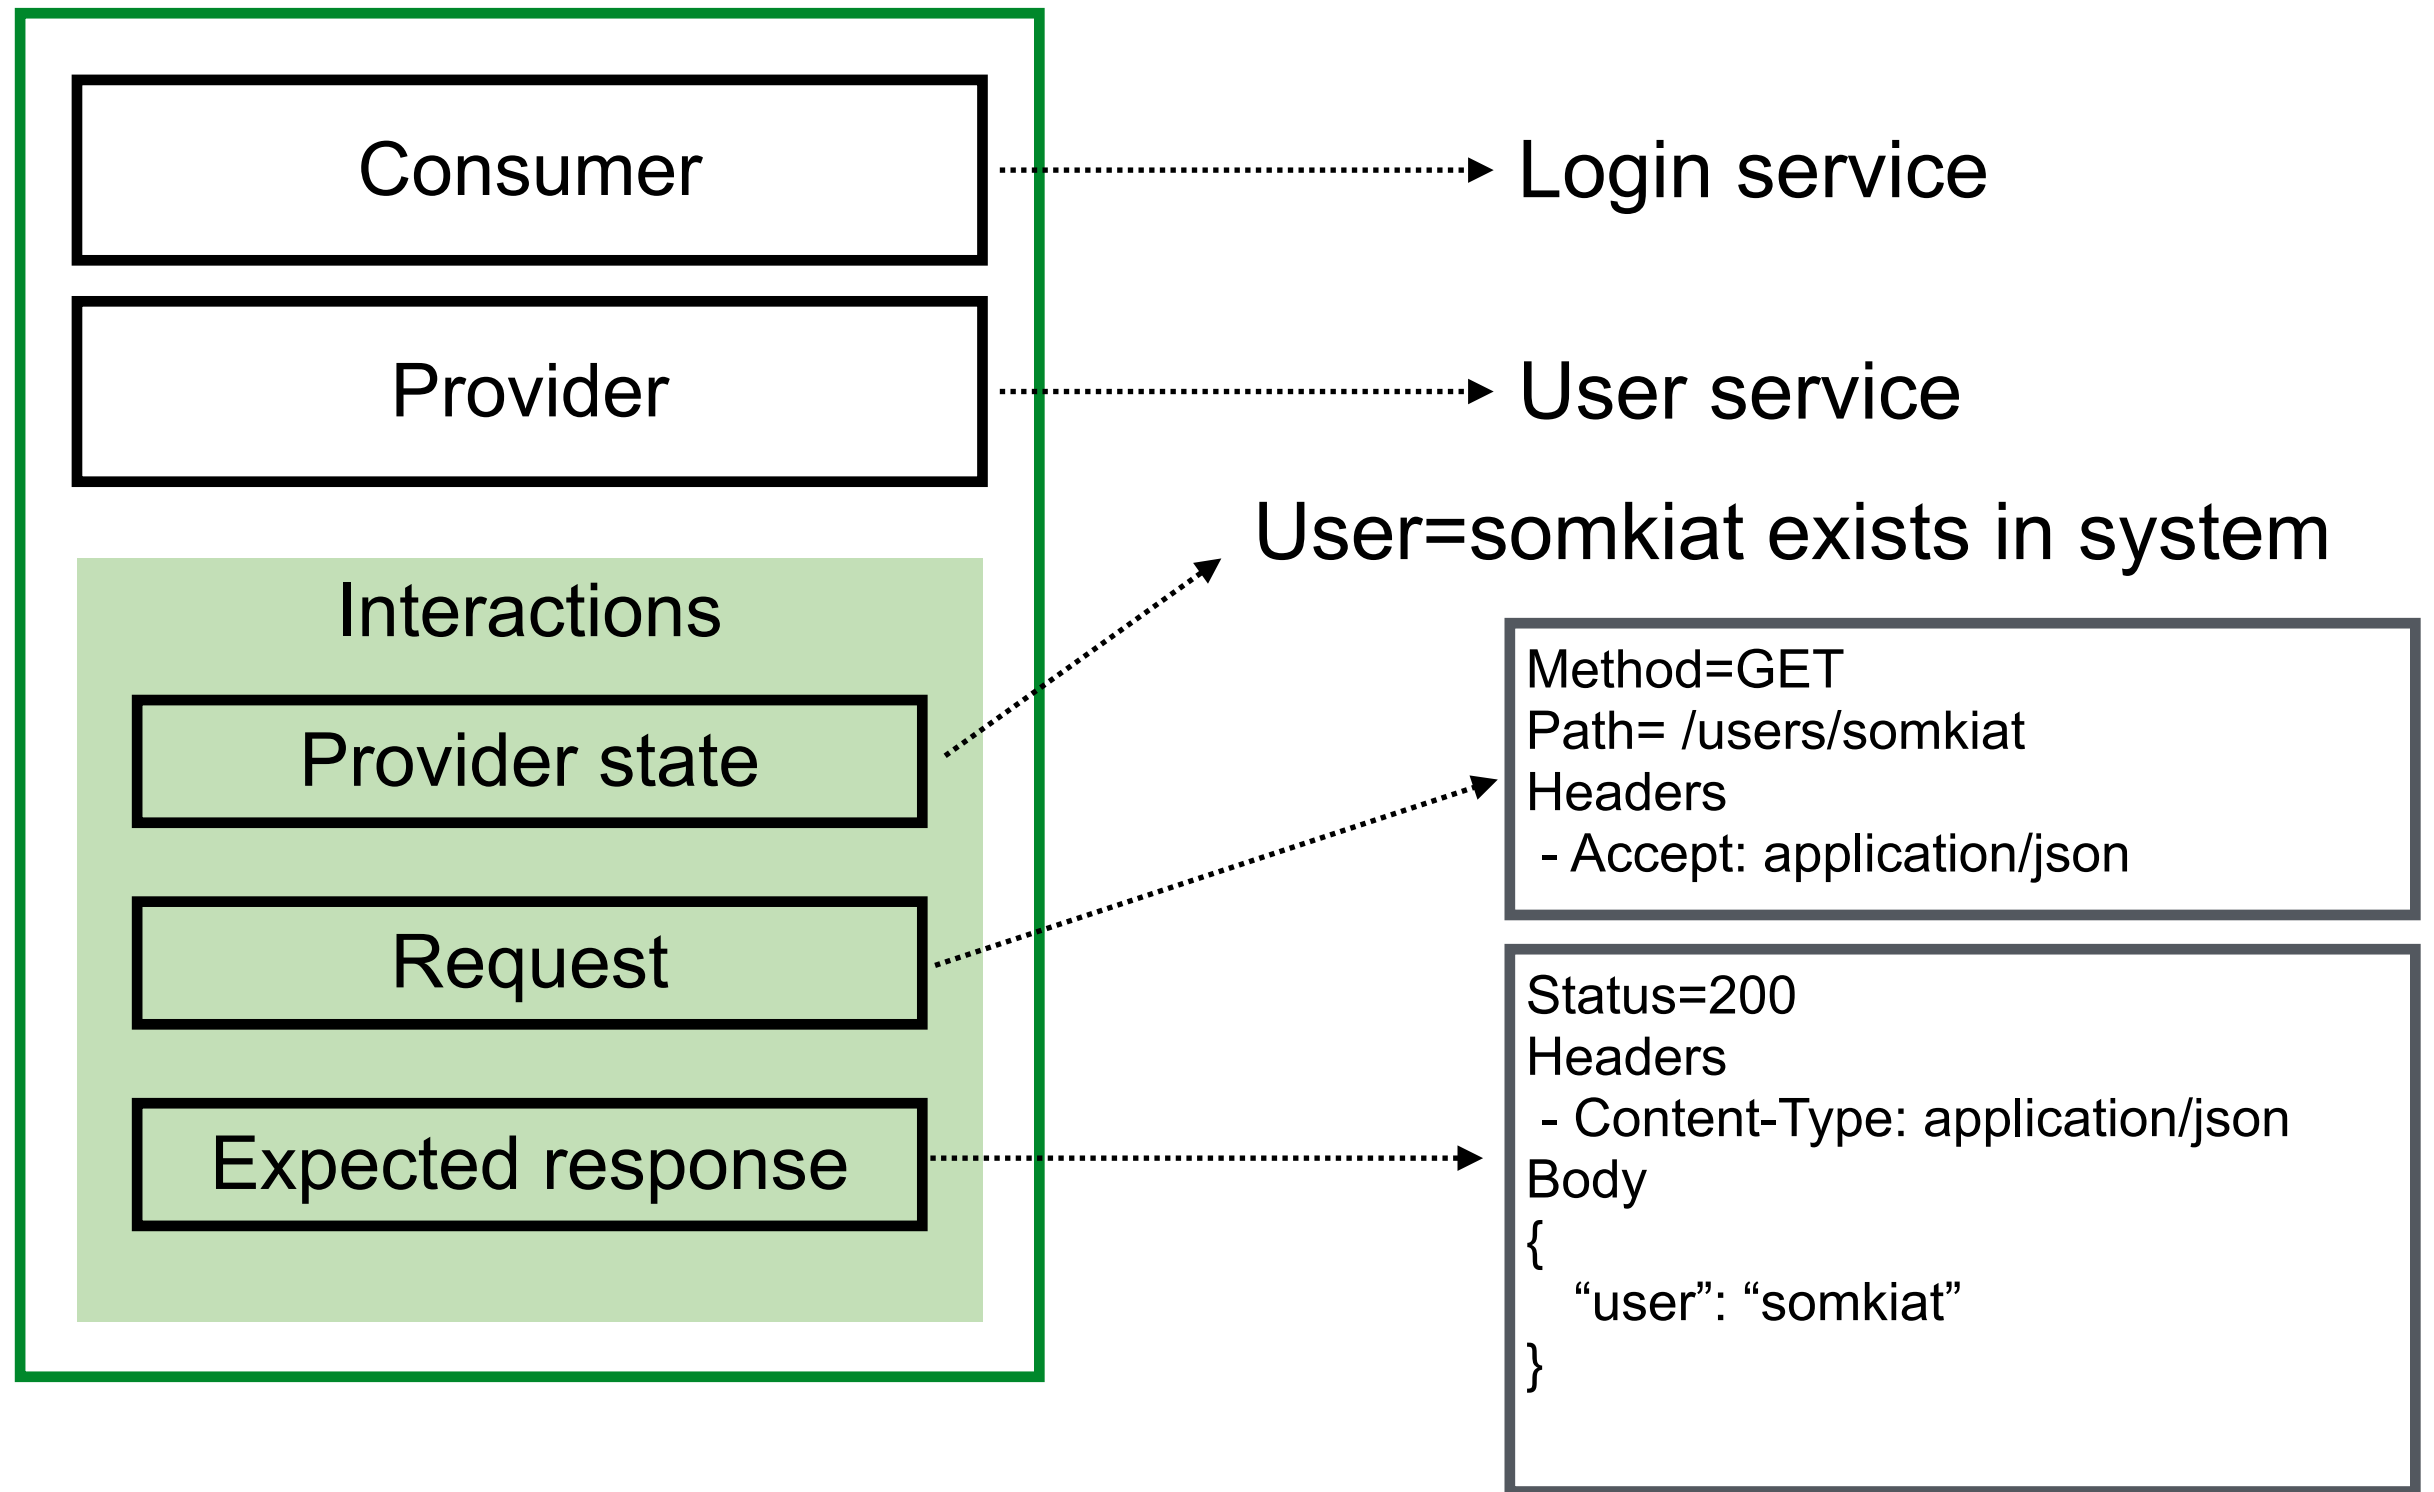 Consumer
Login service
Provider
User service
User=somkiat exists in system
Interactions
Provider state
Request
Expected response
Method=GET
Path= /users/somkiat
Headers
- Accept: application/json
Status=200
Headers
- Content-Type: application/json
Body
{
“user”: “somkiat”
}